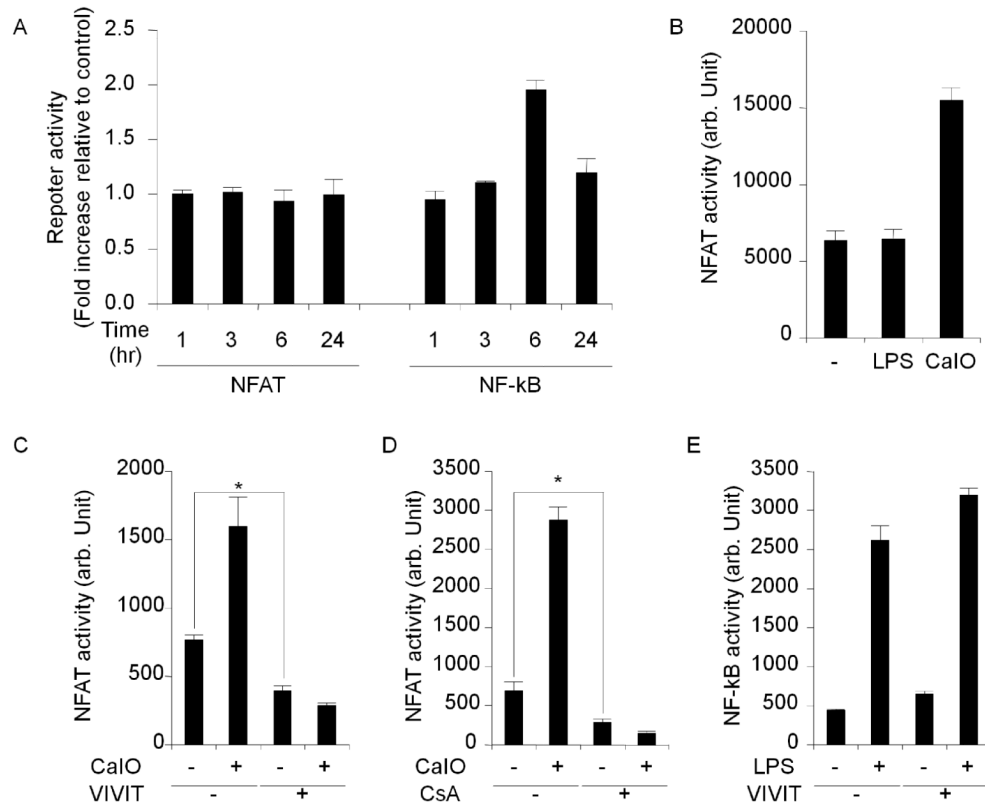 A
Repoter activity
(Fold increase relative to control)
2.5
2.0
1.5
1.0
0.5
0.0
Time
(hr)
1 3 6 24 1 3 6 24
NFAT NF-kB
B
NFAT activity (arb. Unit)
20000
15000
10000
5000
0
- LPS CalO
C
NFAT activity (arb. Unit)
2000
1500
1000
500
0
*
CalO - + - +
VIVIT - +
D
NFAT activity (arb. Unit)
3500
3000
2500
2000
1500
1000
500
0
*
CalO - + - +
CsA - +
E
NF-kB activity (arb. Unit)
3500
3000
2500
2000
1500
1000
500
0
LPS - + - +
VIVIT - +